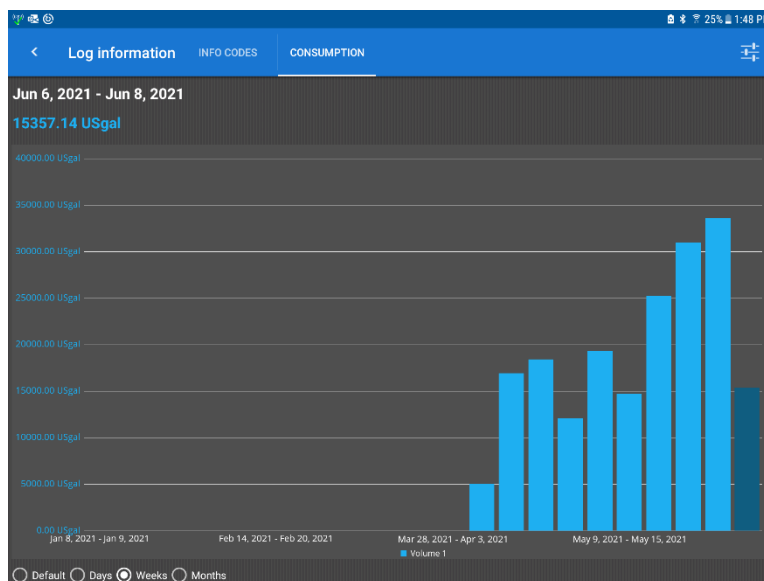 25% 1:48 P
Log information INFO CODES CONSUMPTION
Jun 6, 2021 - Jun 8, 2021
15357.14 USgal
40000.00 USgal
35000.00 USgal
30000.00 USgal
25000.00 USgal
20000.00 USgal
15000.00 USgal
10000.00 USgal
5000.00 USgal
0.00 USgal
Jan 8, 2021 - Jan 9, 2021 Feb 14, 2021 - Feb 20, 2021 Mar 28, 2021 - Apr 3, 2021 May 9, 2021 - May 15, 2021
Volume 1
Default Days Weeks Months